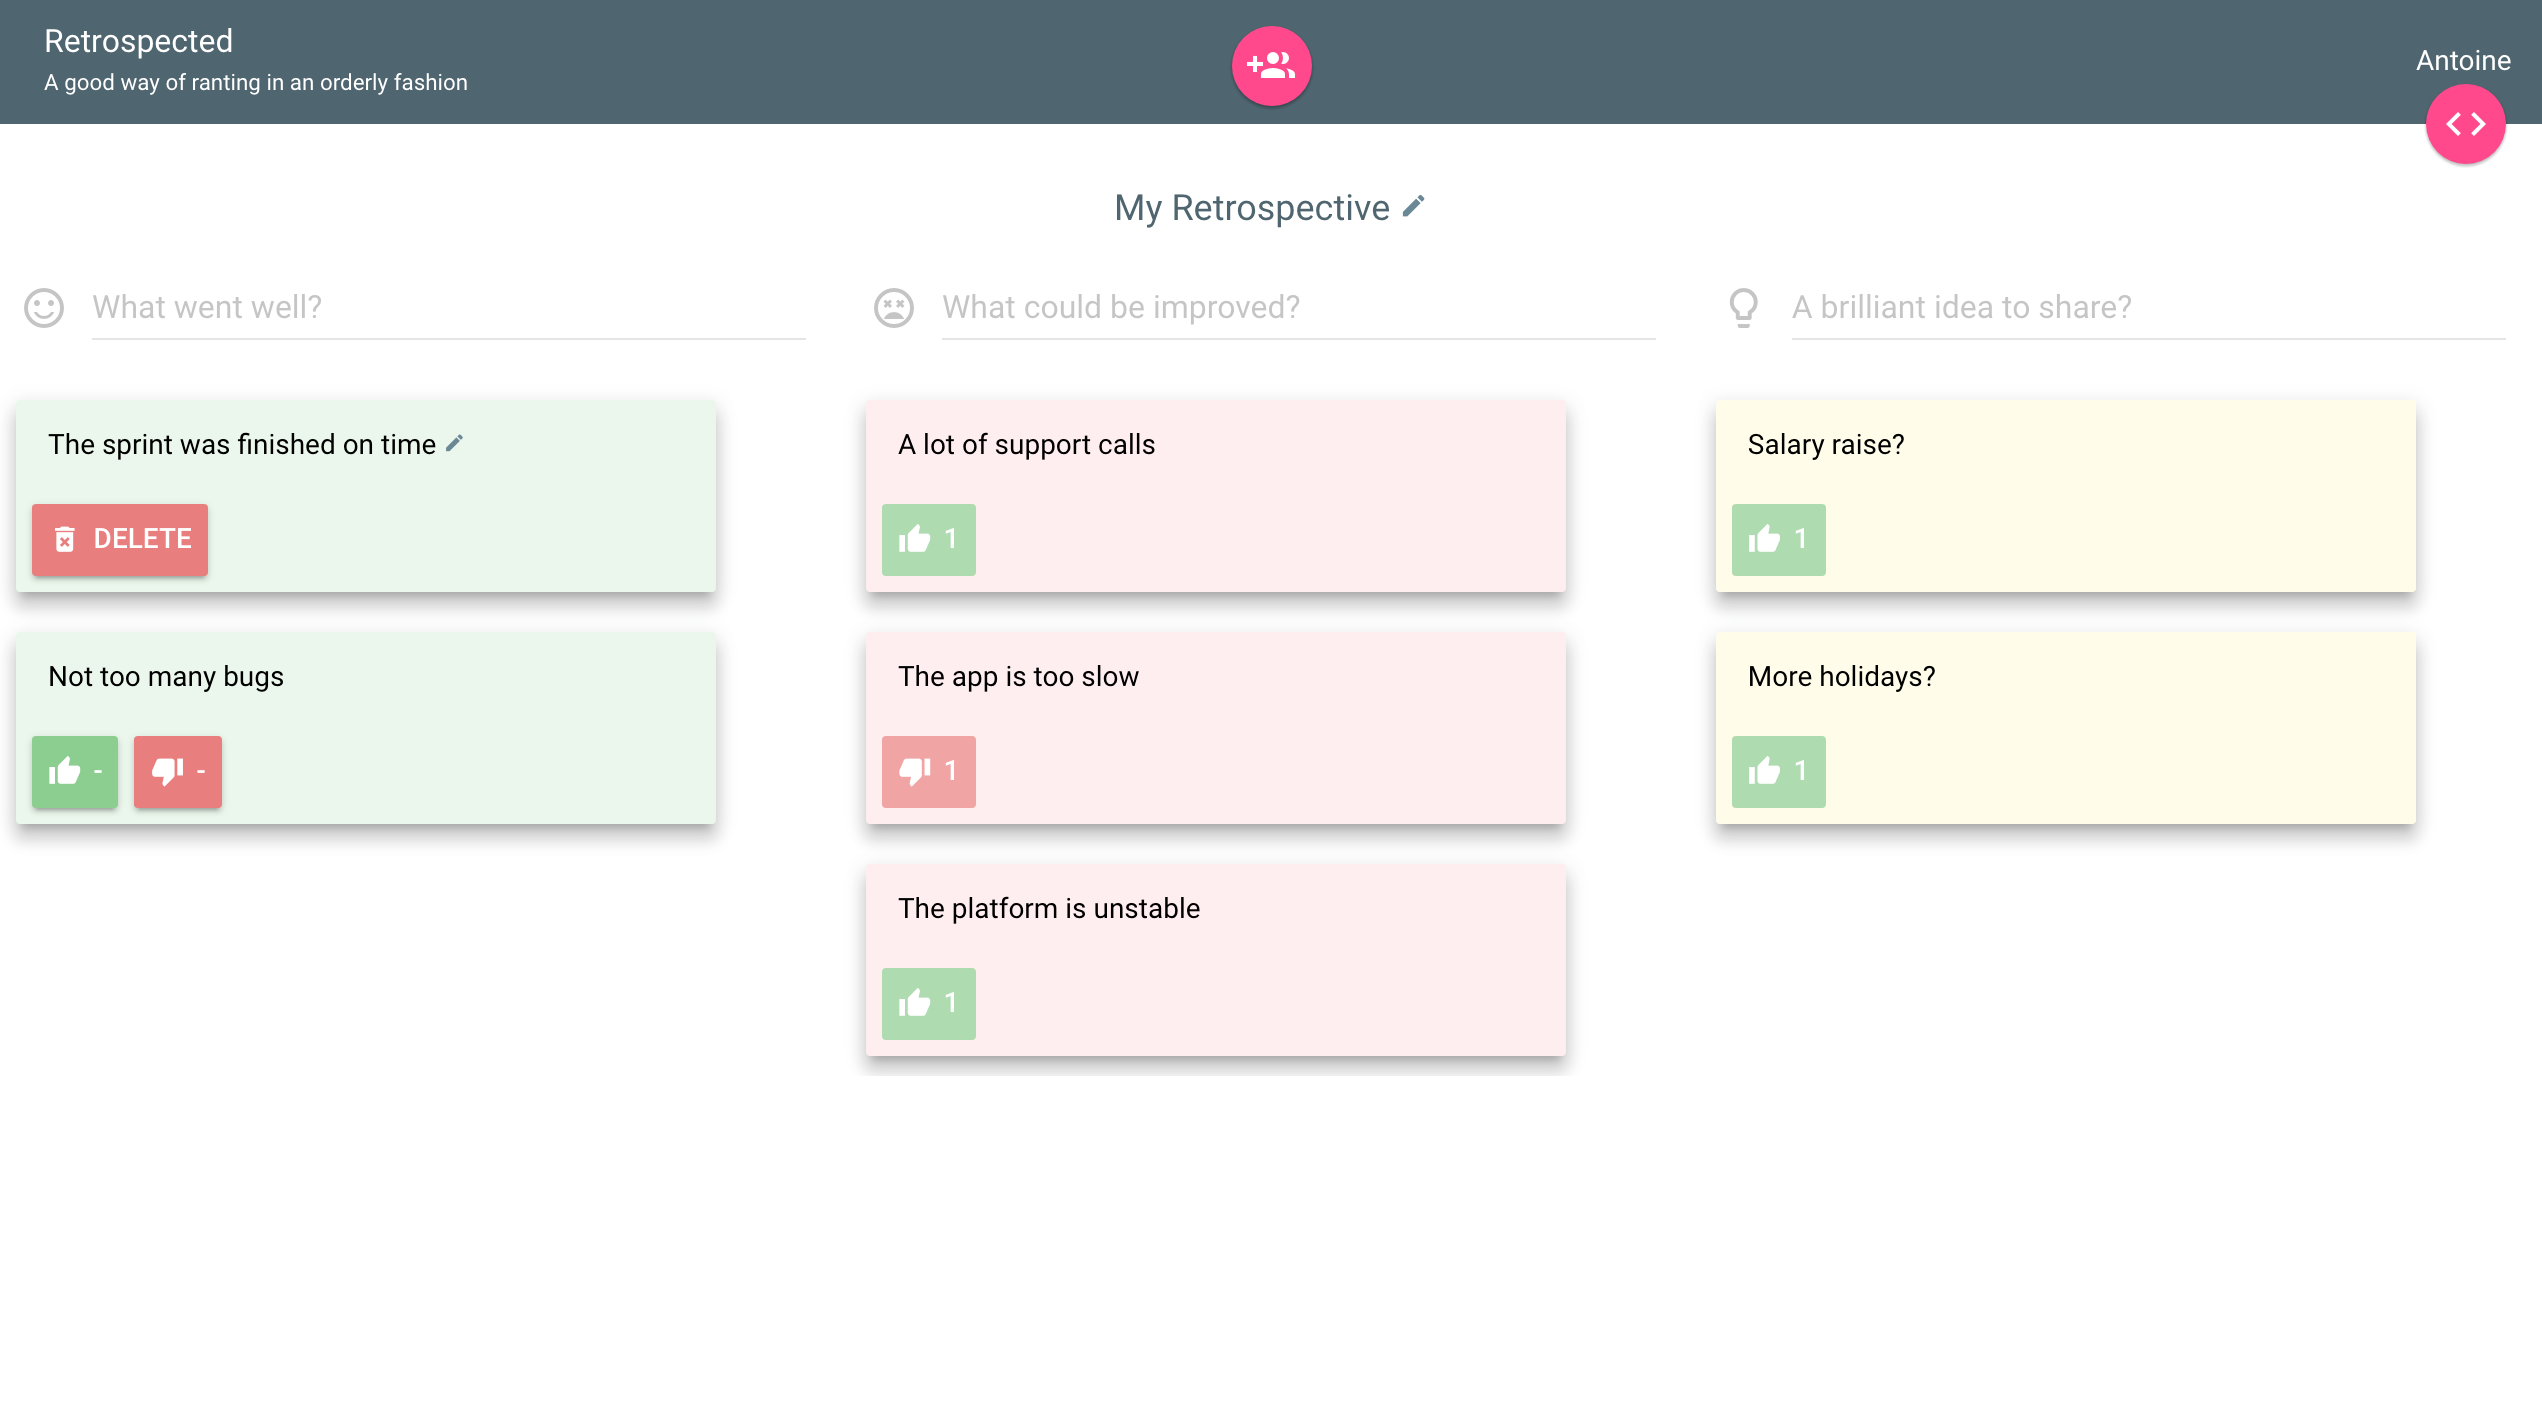 Retrospected
A good way of ranting in an orderly fashion
Antoine
My Retrospective
What went well?
What could be improved?
A brilliant idea to share?
The sprint was finished on time
DELETE
Not too many bugs
- -
A lot of support calls
1
The app is too slow
1
The platform is unstable
1
Salary raise?
1
More holidays?
1